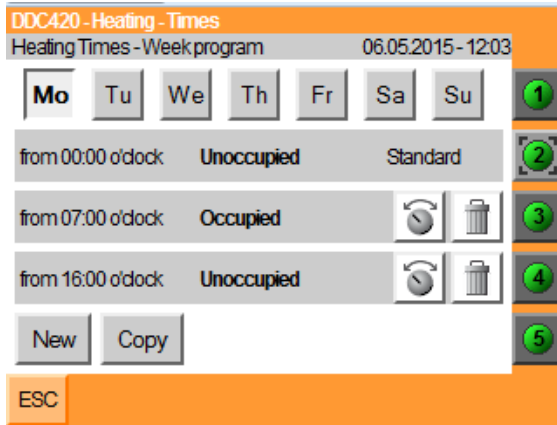 DDC420 - Heating - Times
Heating Times - Week program 06.05.2015 - 12:03
Mo Tu We Th Fr Sa Su 1
from 00:00 o'clock Unoccupied Standard 2
from 07:00 o'clock Occupied 3
from 16:00 o'clock Unoccupied 4
New Copy 5
ESC